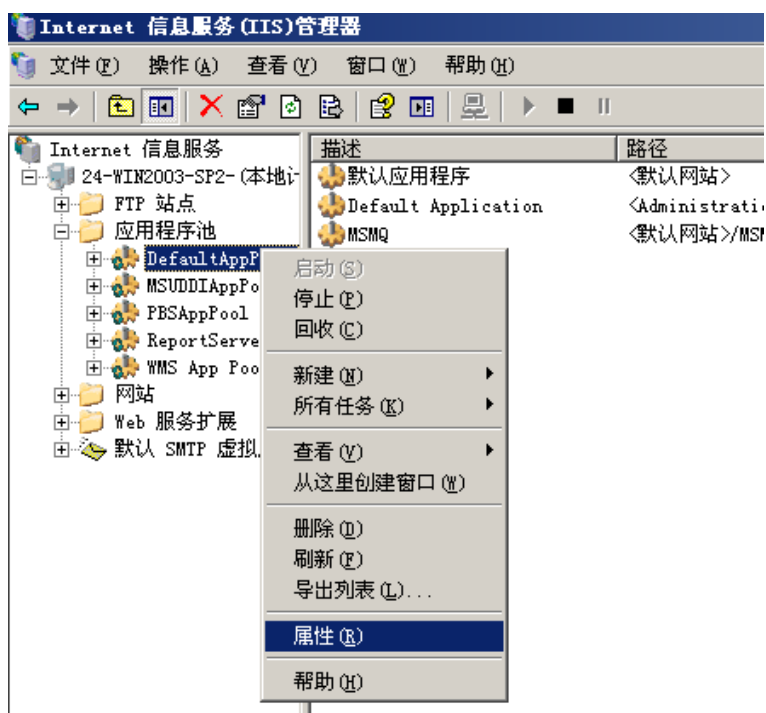 Internet 信息服务(IIS)管理器
文件(F) 操作(A) 查看(V) 窗口(W) 帮助(H)
Internet 信息服务
24-WIN2003-SP2-(本地计
FTP 站点
应用程序池
DefaultAppP
MSUDDIAppPo
PBSAppPool
ReportServe
WMS App Poo
网站
Web 服务扩展
默认 SMTP 虚拟
描述 路径
默认应用程序 <默认网站>
Default Application <Administrati
MSMQ <默认网站>/MSM
启动(S)
停止(P)
回收(C)
新建(N)
所有任务(K)
查看(V)
从这里创建窗口(W)
删除(D)
刷新(F)
导出列表(L)...
属性(R)
帮助(H)